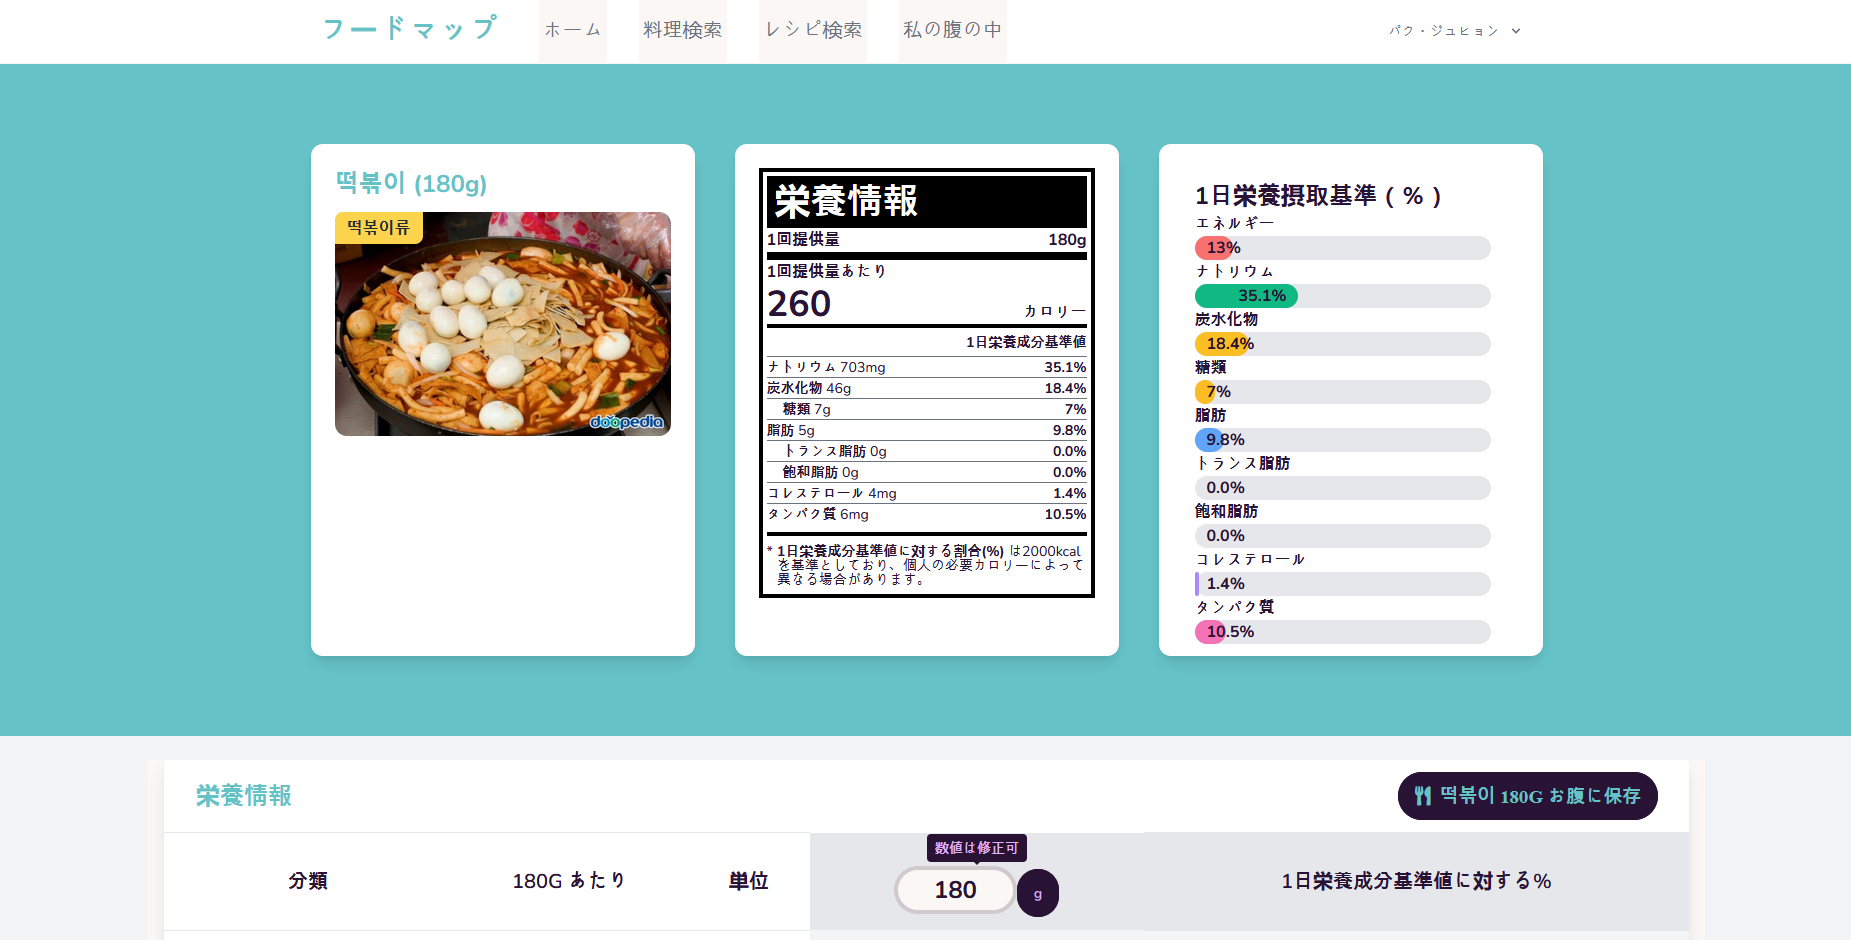 フードマップ ホーム 料理検索 レシピ検索 私の腹の中 パク・ジュヒョン
떡볶이 (180g)
떡볶이류
doopedia
栄養情報
1回提供量 180g
1回提供量あたり
260 カロリー
1日栄養成分基準値
ナトリウム 703mg 35.1%
炭水化物 46g 18.4%
糖類 7g 7%
脂肪 5g 9.8%
トランス脂肪 0g 0.0%
飽和脂肪 0g 0.0%
コレステロール 4mg 1.4%
タンパク質 6mg 10.5%
* 1日栄養成分基準値に対する割合(%) は2000kcal
を基準としており、個人の必要カロリーによって
異なる場合があります。
1日栄養摂取基準 ( % )
エネルギー
13%
ナトリウム
35.1%
炭水化物
18.4%
糖類
7%
脂肪
9.8%
トランス脂肪
0.0%
飽和脂肪
0.0%
コレステロール
1.4%
タンパク質
10.5%
栄養情報
떡볶이 180G お腹に保存
数値は修正可
分類 180G あたり 単位 180 g 1日栄養成分基準値に対する%